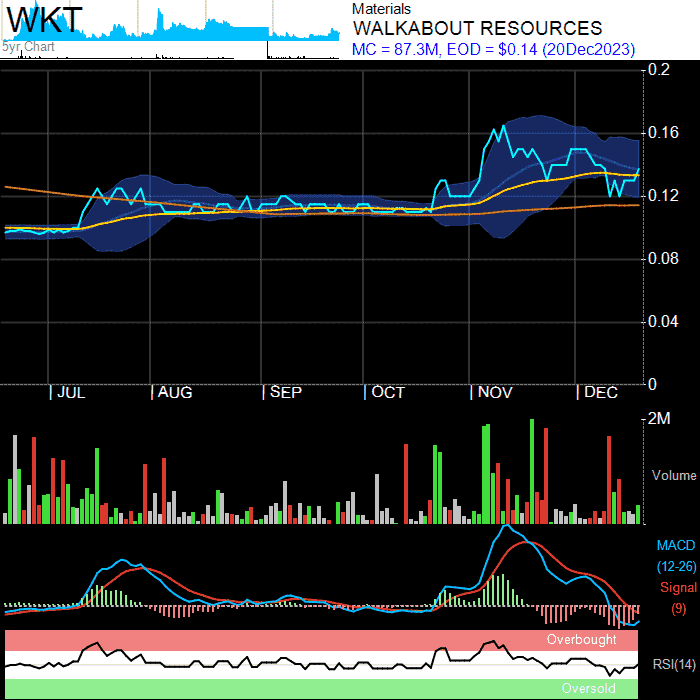 WKT
5yr. Chart
Materials
WALKABOUT RESOURCES
MC = 87.3M, EOD = $0.14 (20Dec2023)
0.2
0.16
0.12
0.08
0.04
0
| JUL | AUG | SEP | OCT | NOV | DEC
2M
Volume
MACD
(12-26)
Signal
(9)
Overbought
RSI(14)
Oversold